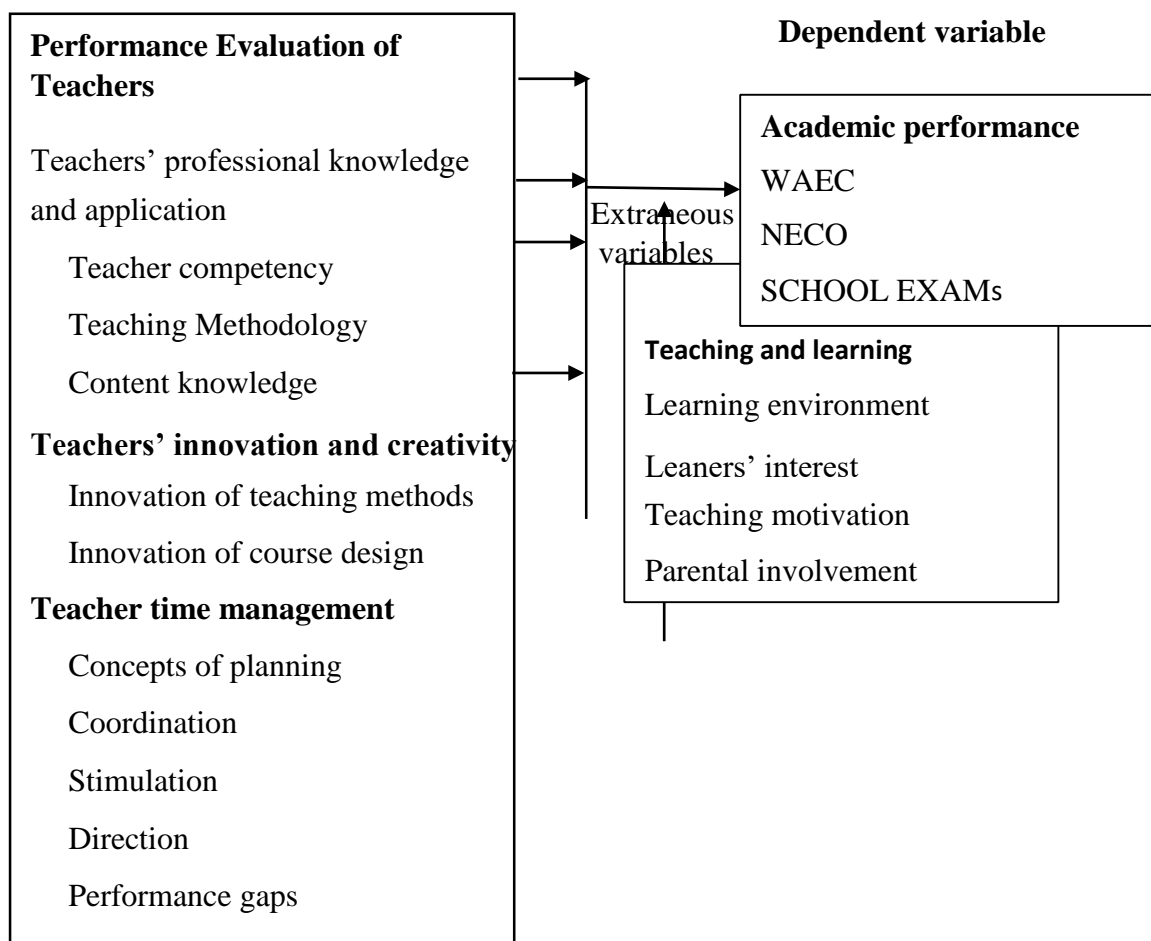 Performance Evaluation of
Teachers
Teachers’ professional knowledge
and application
Teacher competency
Teaching Methodology
Content knowledge
Teachers’ innovation and creativity
Innovation of teaching methods
Innovation of course design
Teacher time management
Concepts of planning
Coordination
Stimulation
Direction
Performance gaps
Extraneous
variables
Dependent variable
Academic performance
WAEC
NECO
SCHOOL EXAMs
Teaching and learning
Learning environment
Leaners’ interest
Teaching motivation
Parental involvement